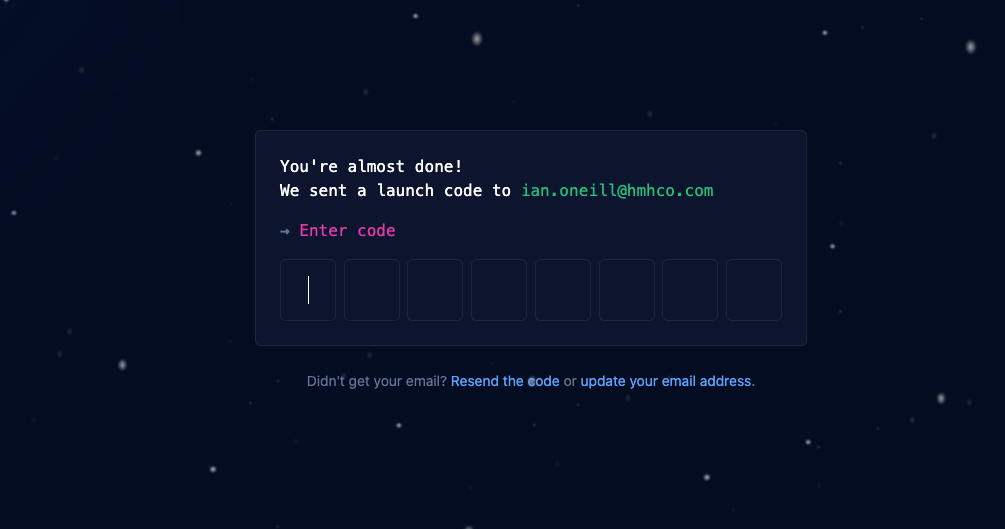 You're almost done!
We sent a launch code to ian.oneill@hmhco.com
→ Enter code
Didn't get your email? Resend the code or update your email address.